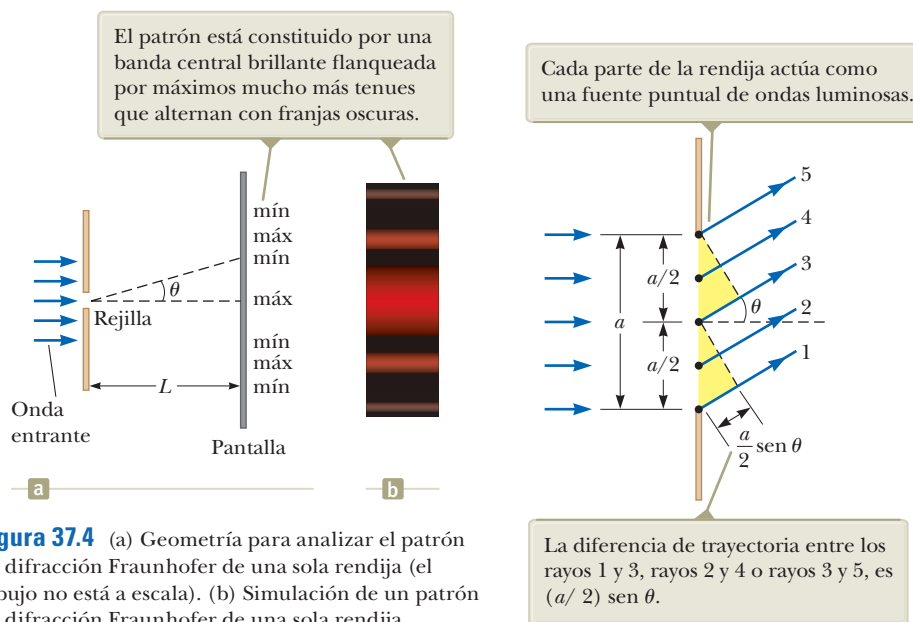 El patrón está constituido por una
banda central brillante flanqueada
por máximos mucho más tenues
que alternan con franjas oscuras.
mín
máx
mín
θ
máx
Rejilla
mín
máx
L
mín
Onda
entrante
Pantalla
a
b
gura 37.4 (a) Geometría para analizar el patrón
difracción Fraunhofer de una sola rendija (el
bujo no está a escala). (b) Simulación de un patrón
difracción Fraunhofer de una sola rendija
Cada parte de la rendija actúa como
una fuente puntual de ondas luminosas.
5
4
3
a/2
θ
2
a
a/2
1
a/2 sen θ
La diferencia de trayectoria entre los
rayos 1 y 3, rayos 2 y 4 o rayos 3 y 5, es
(a/ 2) sen θ.